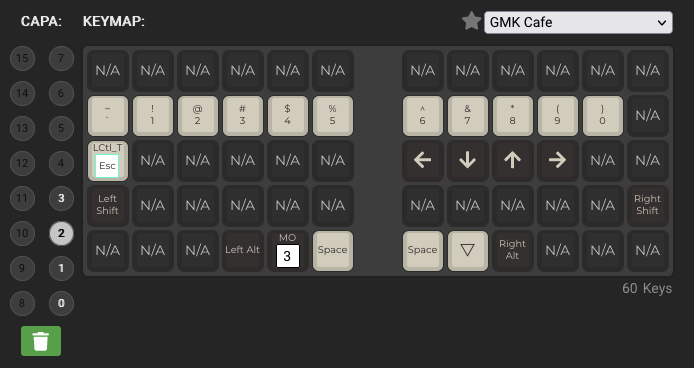 CAPA: KEYMAP: GMK Cafe
15 7 N/A N/A N/A N/A N/A N/A N/A N/A N/A N/A N/A N/A
14 6 ~ ! @ # $ % ^ & * ( ) N/A
` 1 2 3 4 5 6 7 8 9 0
13 5
12 4 LCtl_T N/A N/A N/A N/A N/A ← ↓ ↑ → N/A N/A
Esc
11 3 Left Shift N/A N/A N/A N/A N/A N/A N/A N/A N/A N/A Right Shift
10 2
9 1 N/A N/A N/A Left Alt MO Space Space ▽ Right Alt N/A N/A N/A
3
8 0
60 Keys